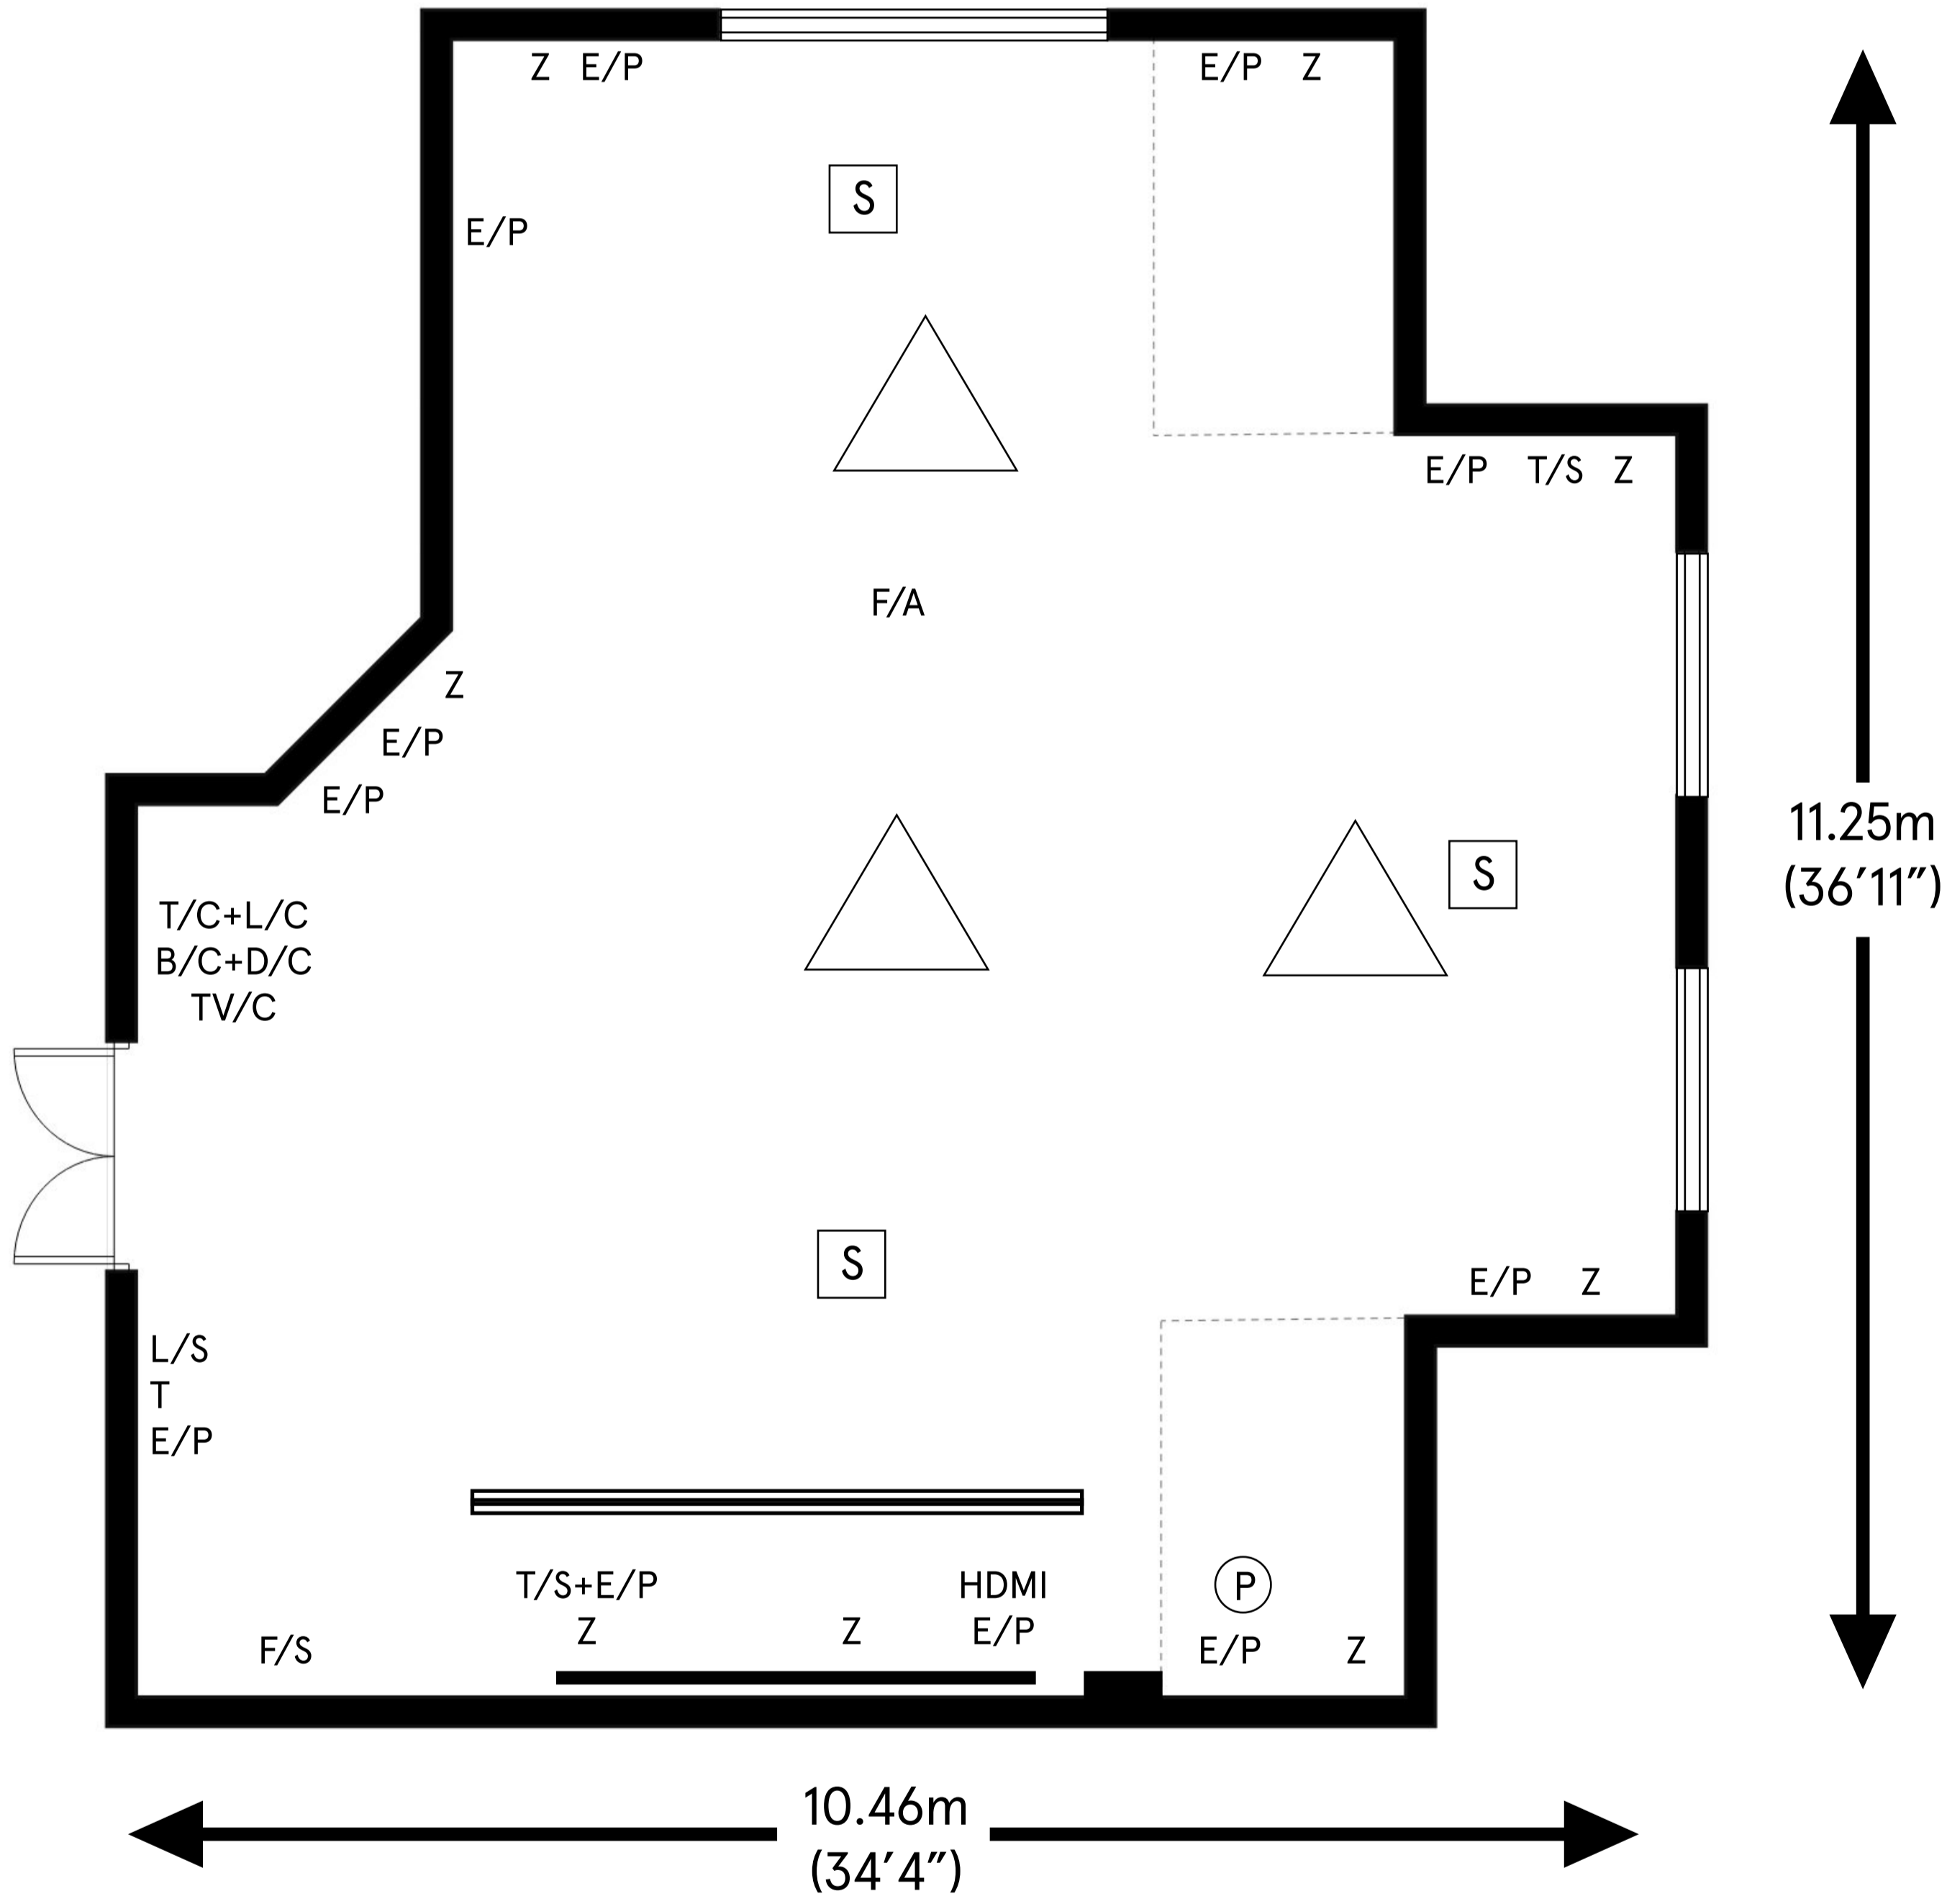 Z E/P E/P Z
S
E/P
E/P T/S Z
F/A
Z
E/P
E/P
11.25m
(36'11")
S
T/C+L/C
B/C+D/C
TV/C
S
E/P Z
L/S
T
E/P
T/S+E/P HDMI
P
Z Z E/P
F/S E/P Z
10.46m
(34'4")